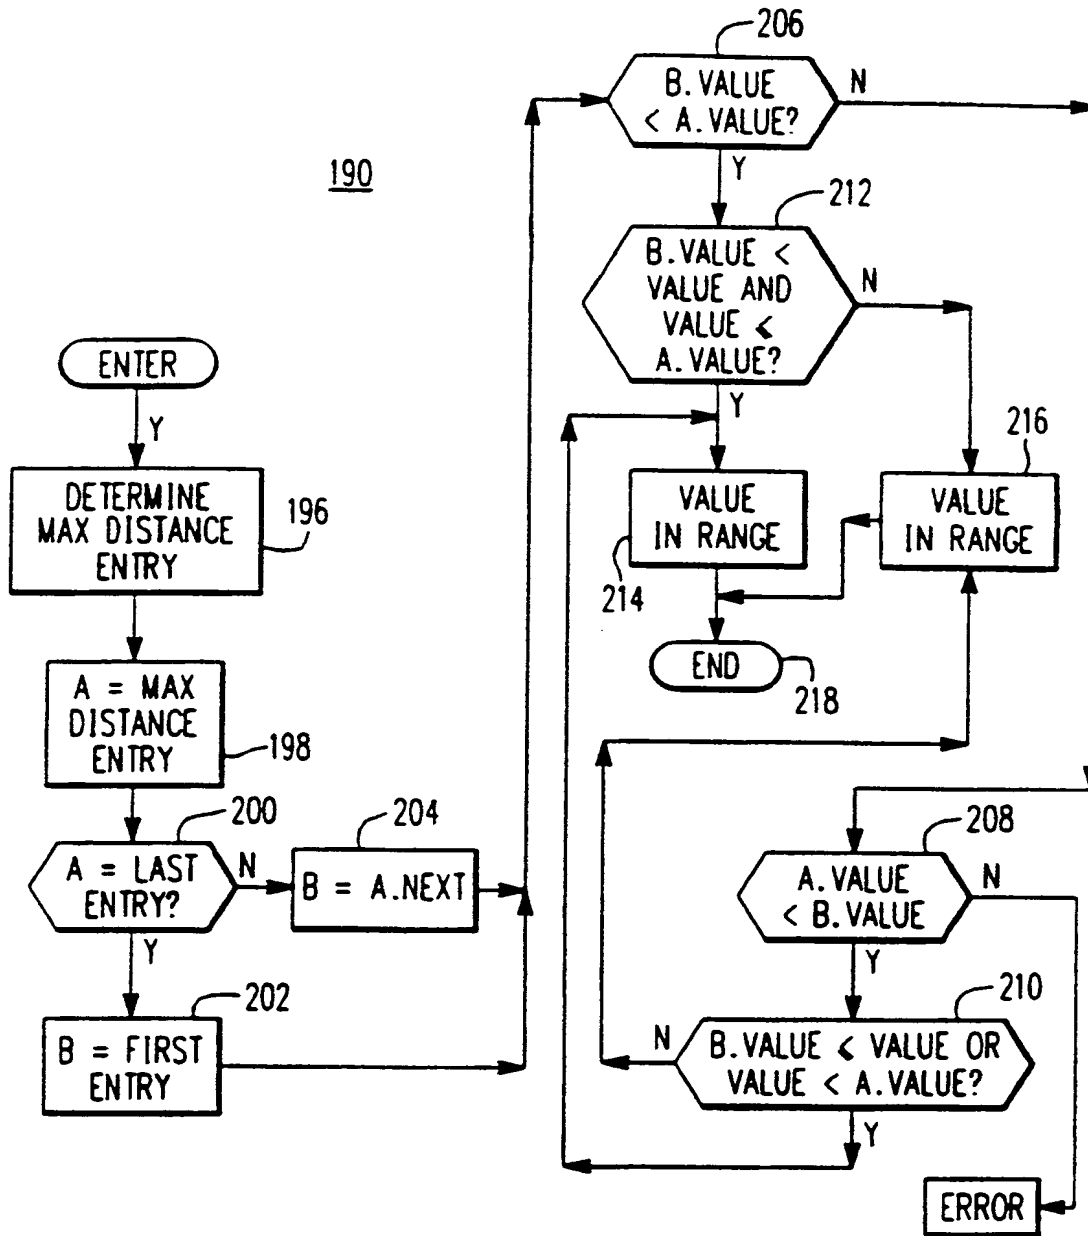 190
ENTER
Y
DETERMINE
MAX DISTANCE
ENTRY
196
A = MAX
DISTANCE
ENTRY
198
200
A = LAST
ENTRY?
N
Y
204
B = A.NEXT
202
B = FIRST
ENTRY
206
B.VALUE
< A.VALUE?
N
Y
212
B.VALUE <
VALUE AND
VALUE <
A.VALUE?
N
Y
VALUE
IN RANGE
214
216
VALUE
IN RANGE
END
218
208
A.VALUE
< B.VALUE
N
Y
210
B.VALUE < VALUE OR
VALUE < A.VALUE?
N
Y
ERROR